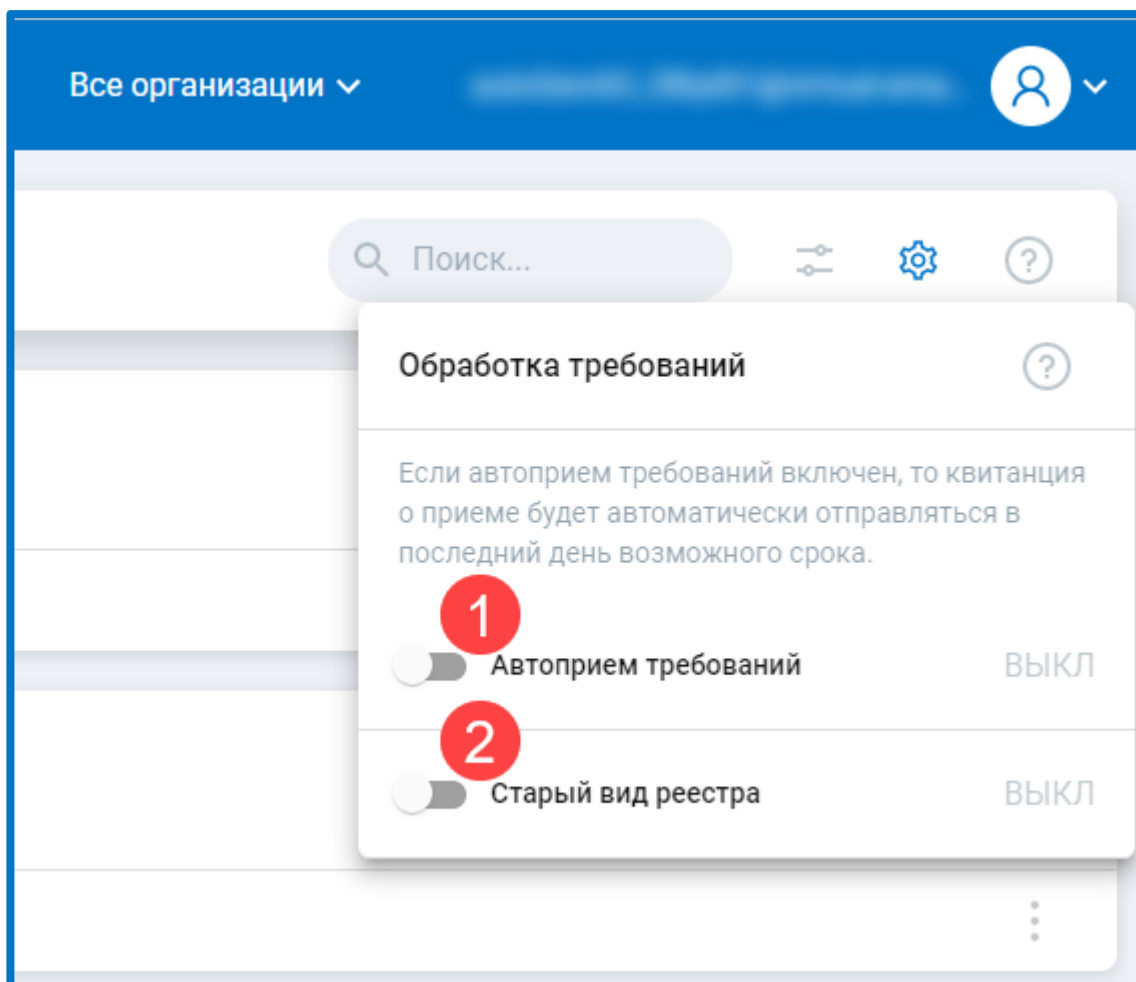 Все организации
Поиск...
Обработка требований
Если автоприем требований включен, то квитанция
о приеме будет автоматически отправляться в
последний день возможного срока.
1
Автоприем требований ВЫКЛ
2
Старый вид реестра ВЫКЛ